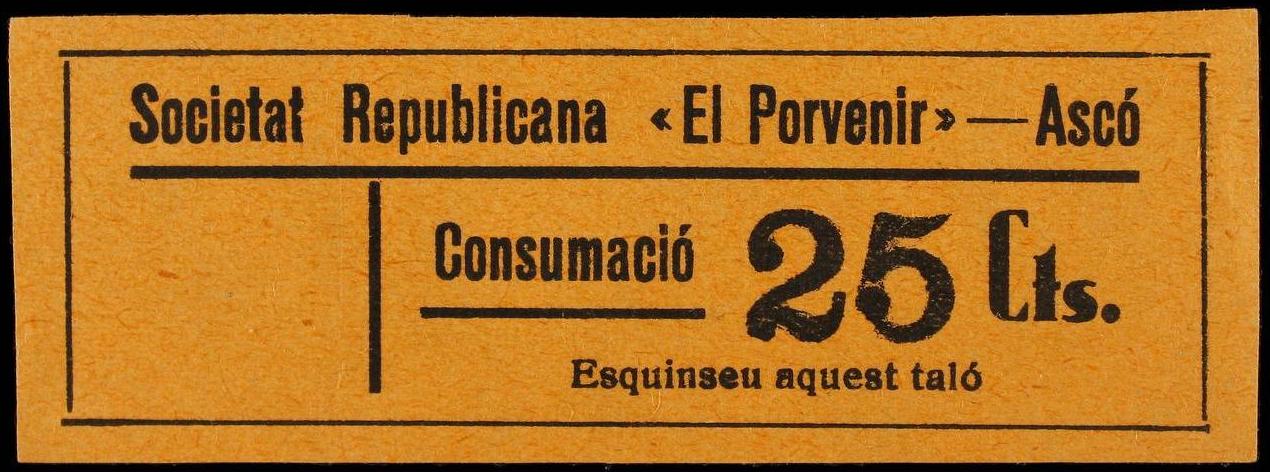 Societat Republicana «El Porvenir» — Ascó
Consumació 25 Cts.
Esquinseu aquest taló